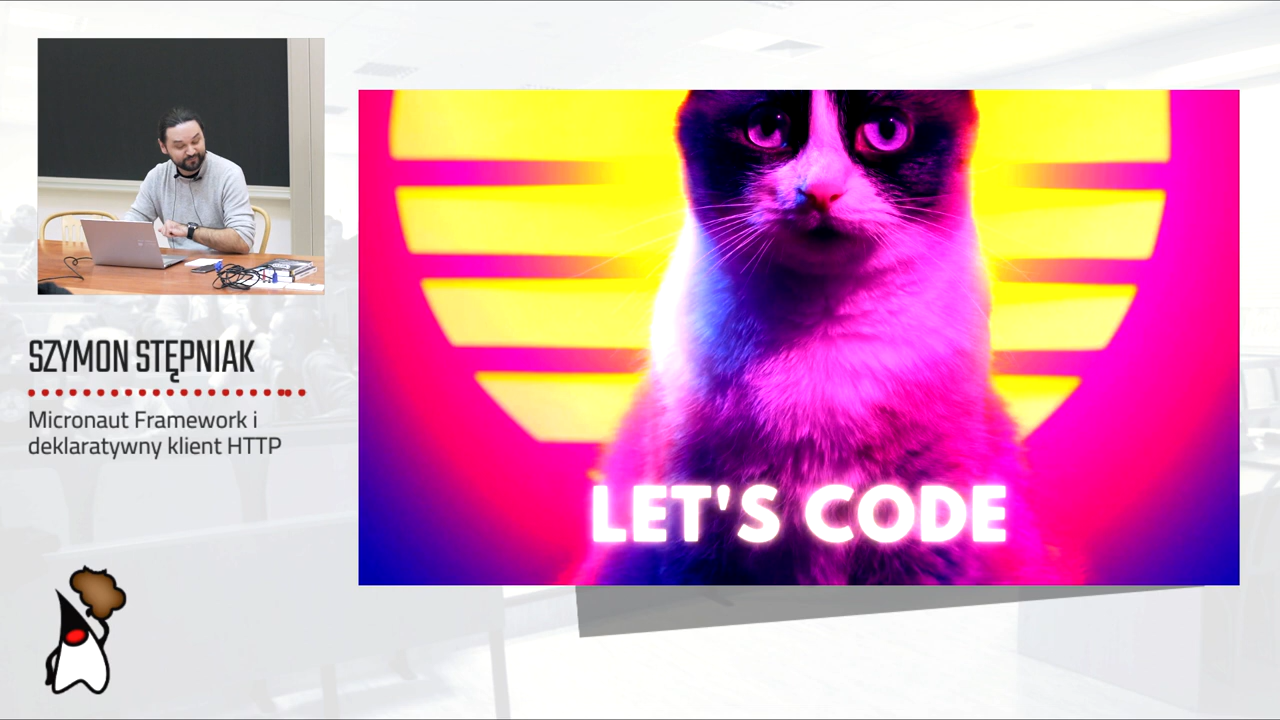 SZYMON STĘPNIAK
Micronaut Framework i
deklaratywny klient HTTP
LET'S CODE